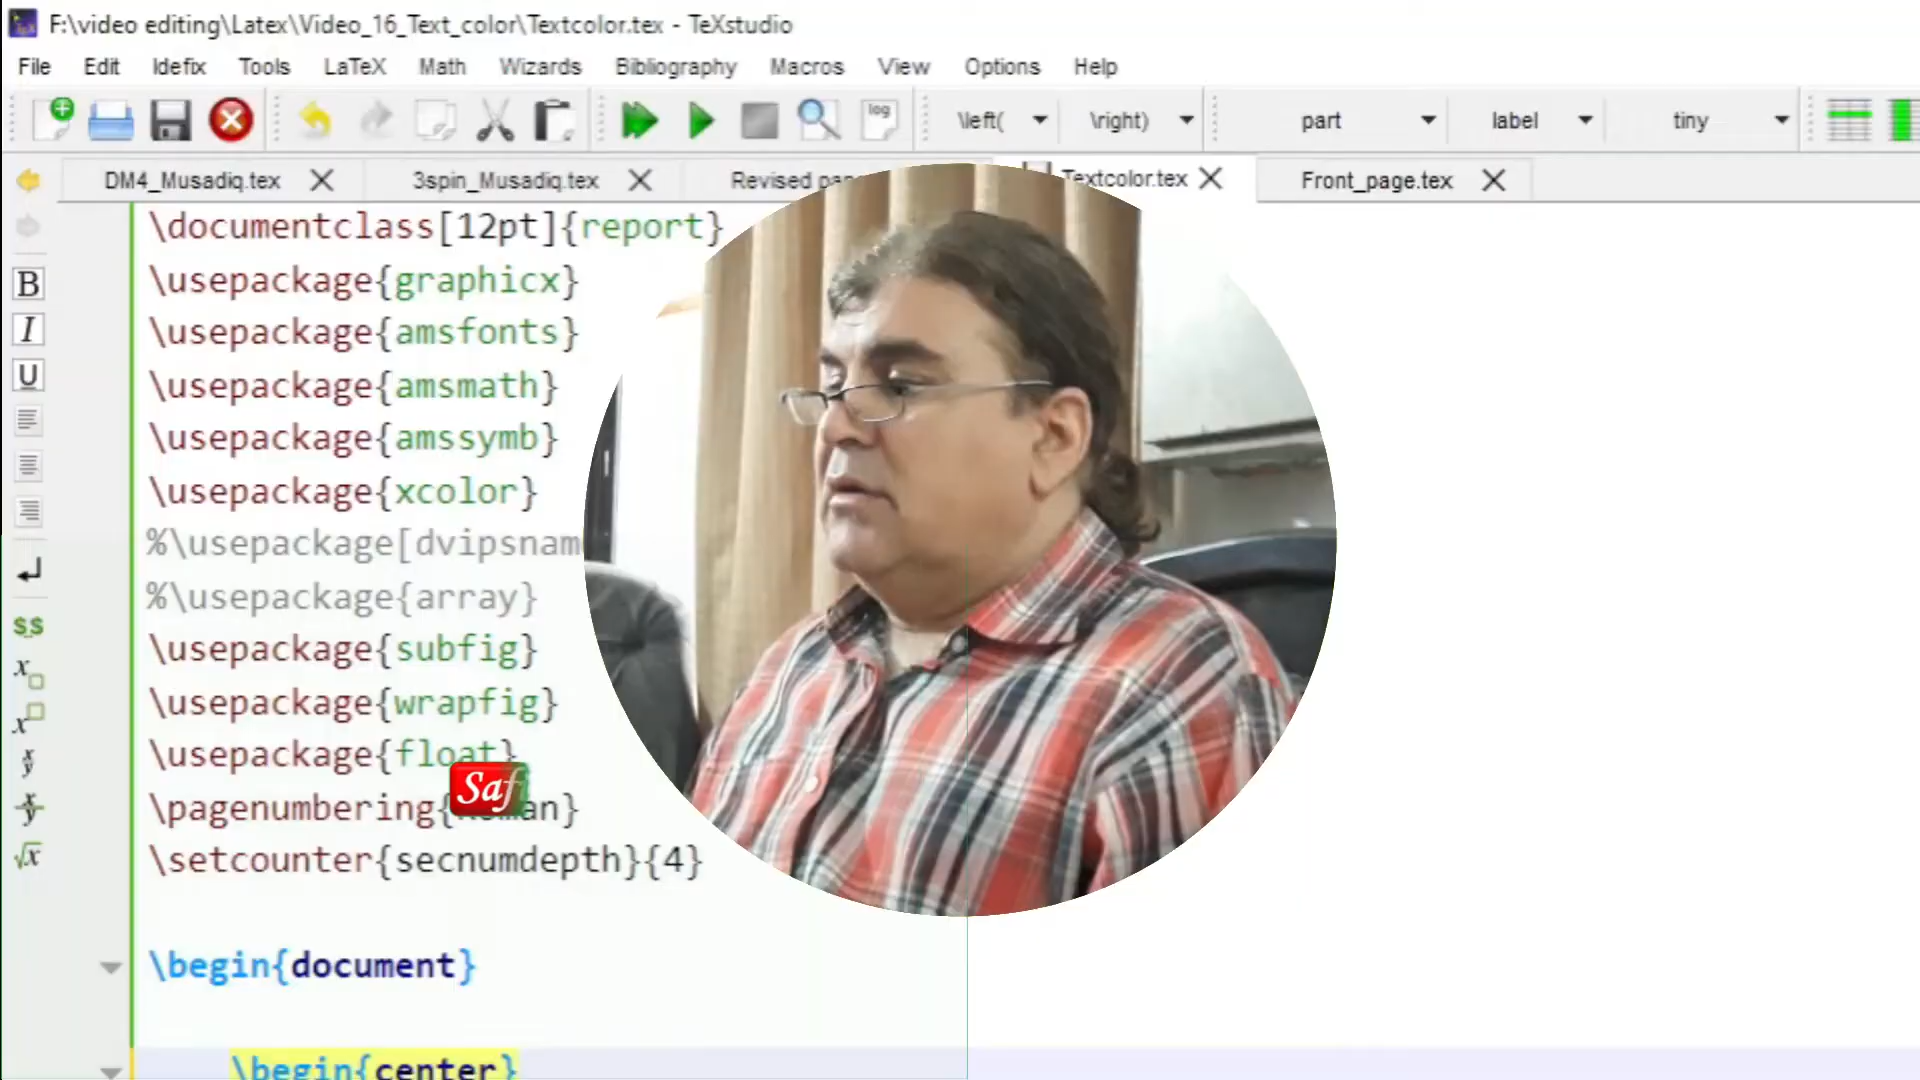 F:\video editing\Latex\Video_16_Text_color\Textcolor.tex - TeXstudio
File Edit Idefix Tools LaTeX Math Wizards Bibliography Macros View Options Help
log \left( \right) part label tiny
DM4_Musadiq.tex 3spin_Musadiq.tex Revised Textcolor.tex Front_page.tex
\documentclass[12pt]{report}
\usepackage{graphicx}
\usepackage{amsfonts}
\usepackage{amsmath}
\usepackage{amssymb}
\usepackage{xcolor}
%\usepackage[dvipsnam
%\usepackage{array}
\usepackage{subfig}
\usepackage{wrapfig}
\usepackage{float}
Saf
\pagenumbering{
\setcounter{secnumdepth}{4}
\begin{document}
\begin{center}
B
I
U
$$
x
x
x/y
x/y
√x